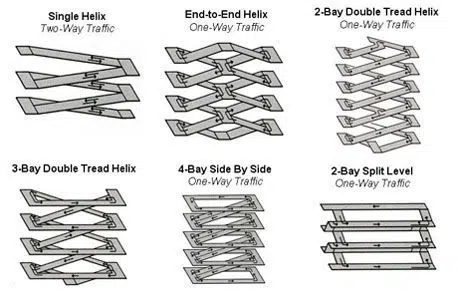 Single Helix
Two-Way Traffic
End-to-End Helix
One-Way Traffic
2-Bay Double Tread Helix
One-Way Traffic
3-Bay Double Tread Helix
4-Bay Side By Side
One-Way Traffic
2-Bay Split Level
One-Way Traffic